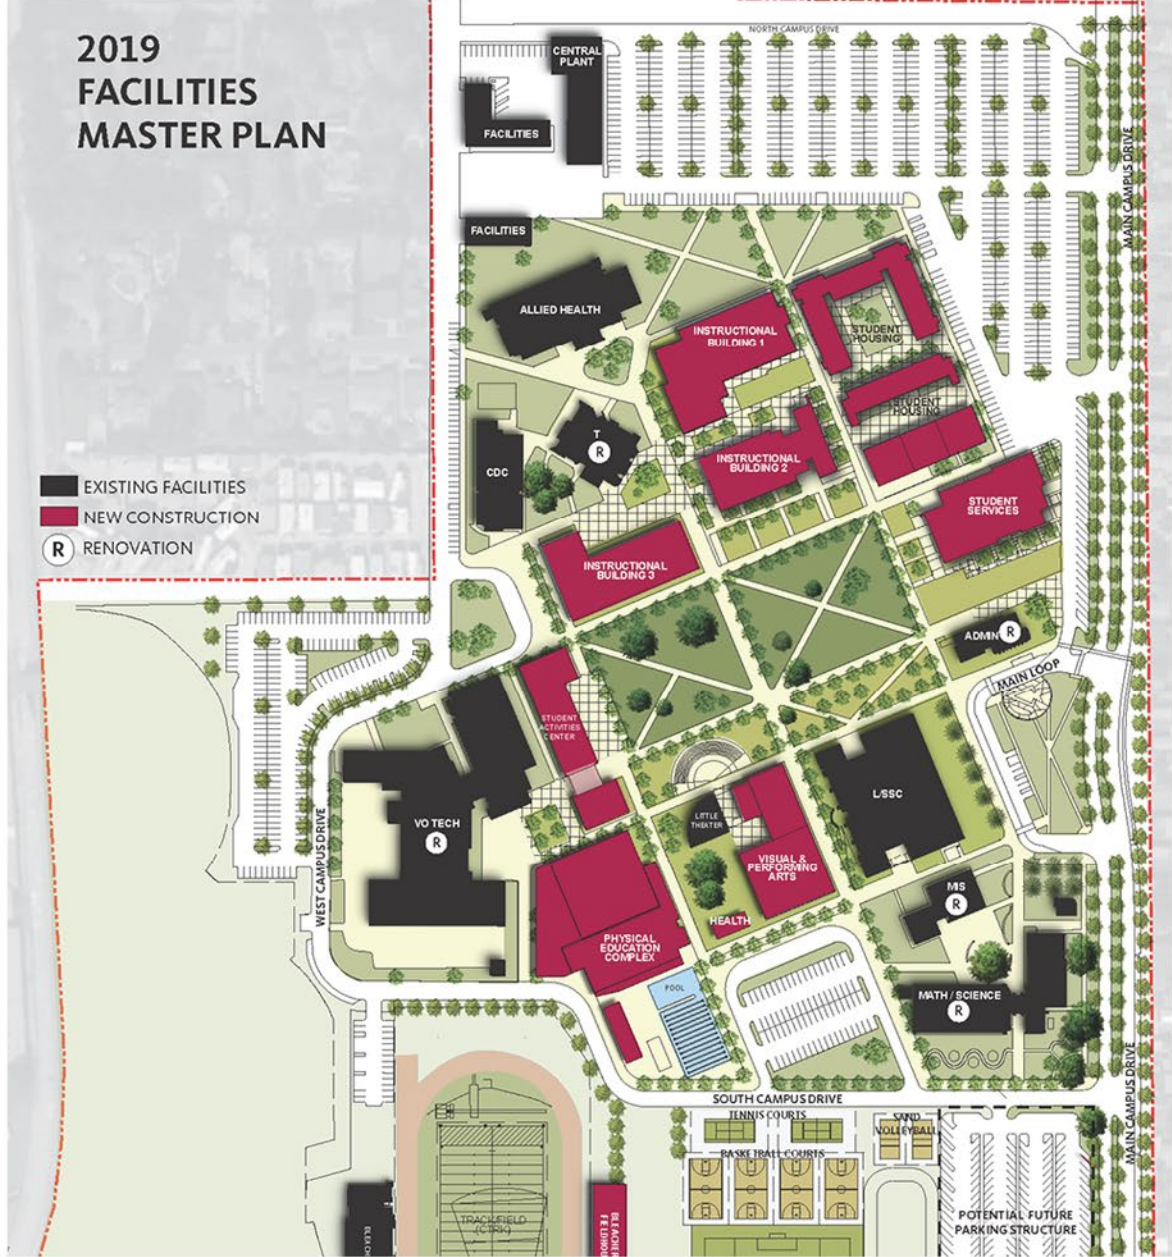 2019
FACILITIES
MASTER PLAN
EXISTING FACILITIES
NEW CONSTRUCTION
R RENOVATION
NORTH CAMPUS DRIVE
CENTRAL
PLANT
FACILITIES
MAIN CAMPUS DRIVE
FACILITIES
ALLIED HEALTH
INSTRUCTIONAL
BUILDING 1
STUDENT
HOUSING
STUDENT
HOUSING
T
R
CDC
INSTRUCTIONAL
BUILDING 2
STUDENT
SERVICES
INSTRUCTIONAL
BUILDING 3
ADMIN R
MAIN LOOP
STUDENT
ACTIVITIES
CENTER
L/SSC
VO TECH
R
LITTLE
THEATER
WEST CAMPUS DRIVE
VISUAL &
PERFORMING
ARTS
MIS
R
HEALTH
PHYSICAL
EDUCATION
COMPLEX
POOL
MATH / SCIENCE
R
SOUTH CAMPUS DRIVE
MAIN CAMPUS DRIVE
TENNIS COURTS
SAND
VOLLEYBALL
BASKETBALL COURTS
TRACK/FIELD
POTENTIAL FUTURE
PARKING STRUCTURE